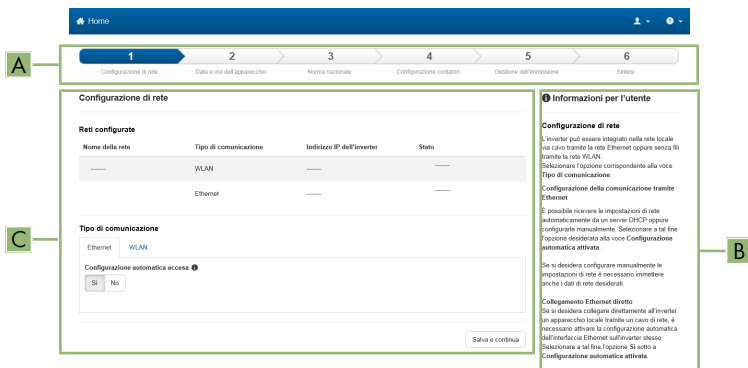 Home
1 2 3 4 5 6
Configurazione di rete Data e ora dell'apparecchio Norma nazionale Configurazione contatori Gestione dell'immissione Sintesi
A
Configurazione di rete
Reti configurate
Nome della rete Tipo di comunicazione Indirizzo IP dell'inverter Stato
-------- WLAN -------- --------
Ethernet -------- --------
Tipo di comunicazione
Ethernet WLAN
Configurazione automatica accesa
Sì No
Salva e continua
C
Informazioni per l'utente
Configurazione di rete
L'inverter può essere integrato nella rete locale
via cavo tramite la rete Ethernet oppure senza fili
tramite la rete WLAN.
Selezionare l'opzione corrispondente alla voce
Tipo di comunicazione.
Configurazione della comunicazione tramite
Ethernet
È possibile ricevere le impostazioni di rete
automaticamente da un server DHCP oppure
configurarle manualmente. Selezionare a tal fine
l'opzione desiderata alla voce Configurazione
automatica attivata.
Se si desidera configurare manualmente le
impostazioni di rete è necessario immettere
anche i dati di rete desiderati.
Collegamento Ethernet diretto
Se si desidera collegare direttamente all'inverter
un apparecchio locale tramite un cavo di rete, è
necessario attivare la configurazione automatica
dell'interfaccia Ethernet sull'inverter stesso.
Selezionare a tal fine l'opzione Sì sotto a
Configurazione automatica attivata.
B